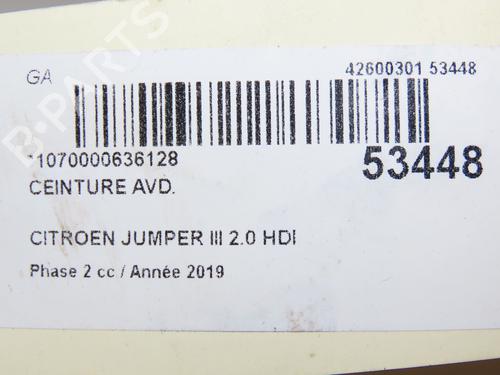 GA
42600301 53448
*1070000636128
53448
CEINTURE AVD.
CITROEN JUMPER III 2.0 HDI
Phase 2 cc / Année 2019
B-PARTS